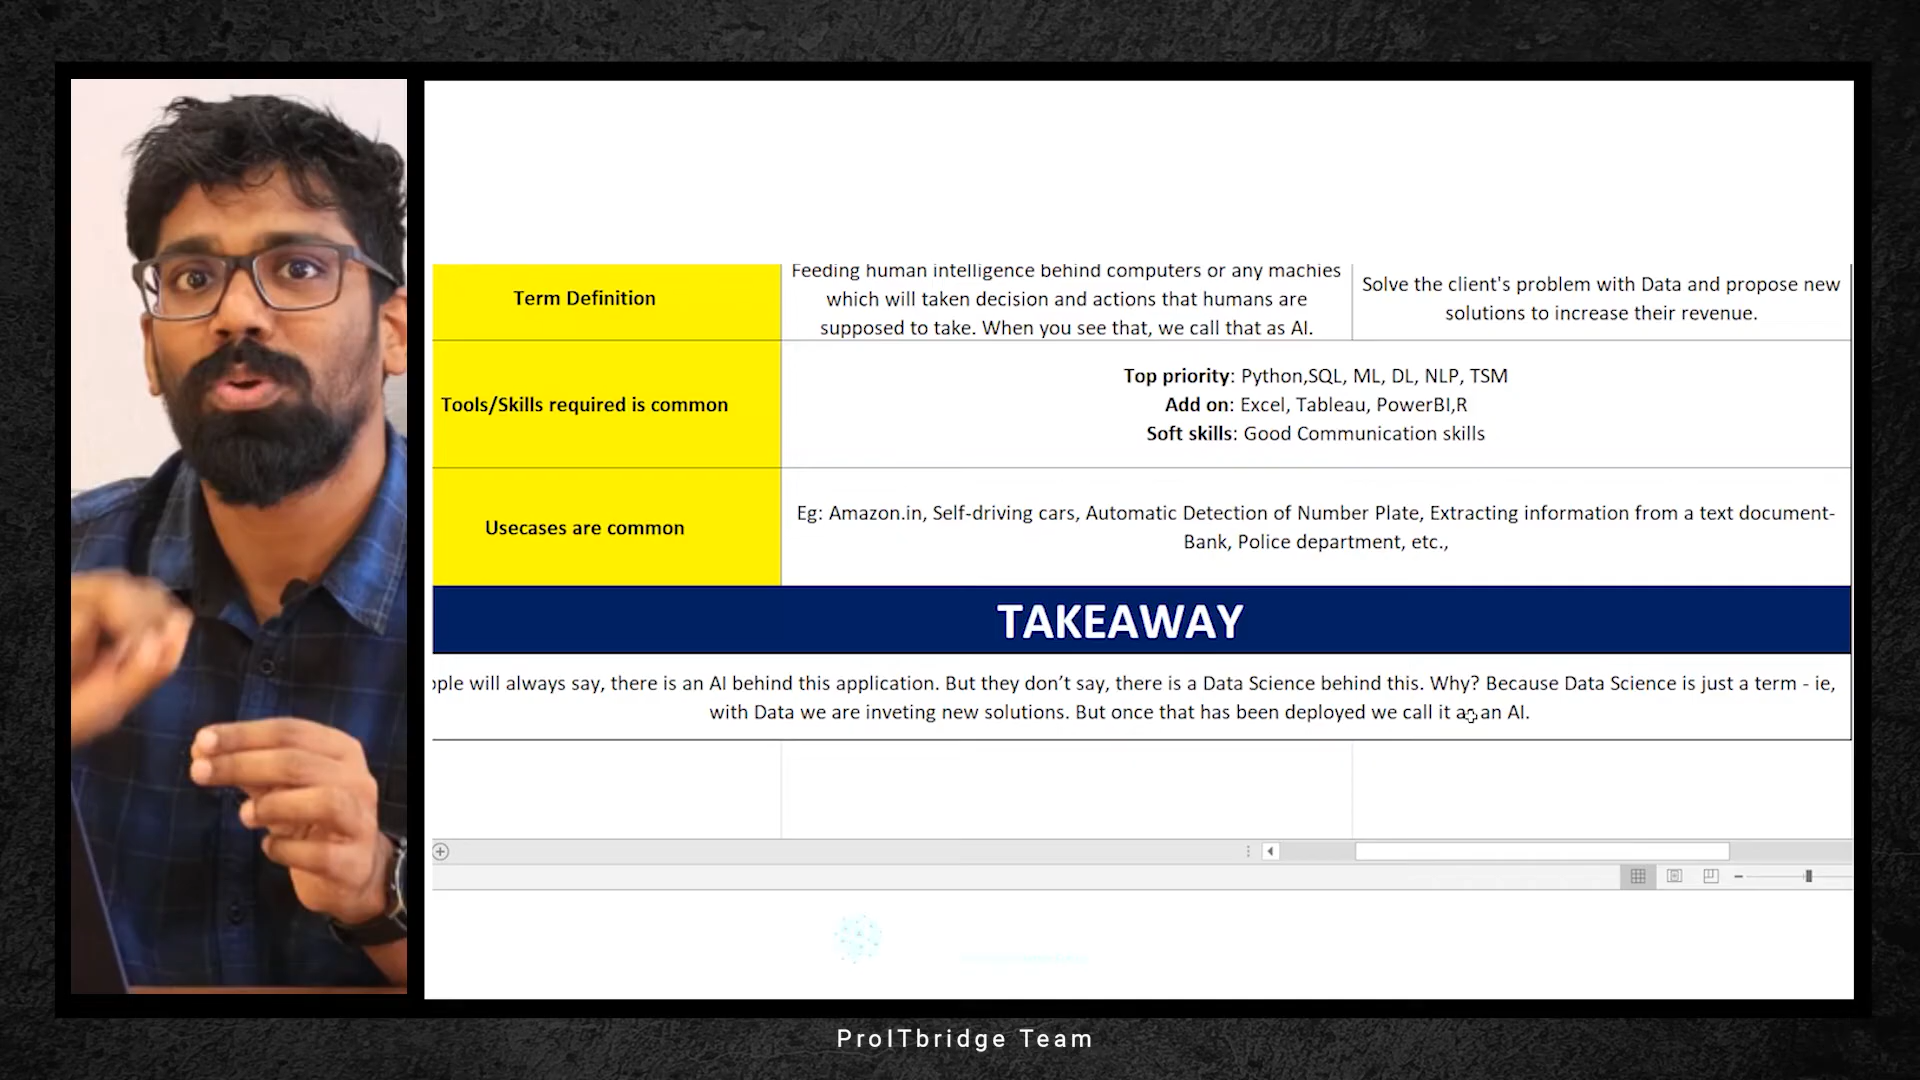 Term Definition
Feeding human intelligence behind computers or any machies
which will taken decision and actions that humans are
supposed to take. When you see that, we call that as AI.
Solve the client's problem with Data and propose new
solutions to increase their revenue.
Tools/Skills required is common
Top priority: Python,SQL, ML, DL, NLP, TSM
Add on: Excel, Tableau, PowerBI,R
Soft skills: Good Communication skills
Usecases are common
Eg: Amazon.in, Self-driving cars, Automatic Detection of Number Plate, Extracting information from a text document-
Bank, Police department, etc.,
TAKEAWAY
ople will always say, there is an AI behind this application. But they don't say, there is a Data Science behind this. Why? Because Data Science is just a term - ie,
with Data we are inveting new solutions. But once that has been deployed we call it as an AI.
ProITbridge Team